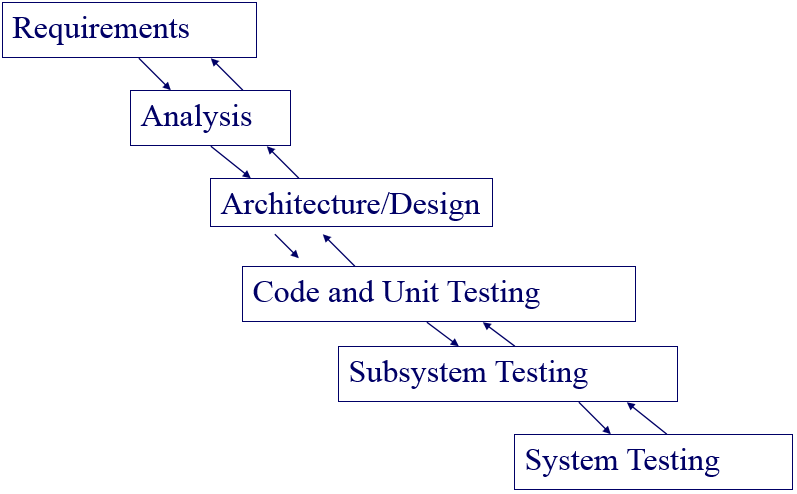 Requirements
Analysis
Architecture/Design
Code and Unit Testing
Subsystem Testing
System Testing